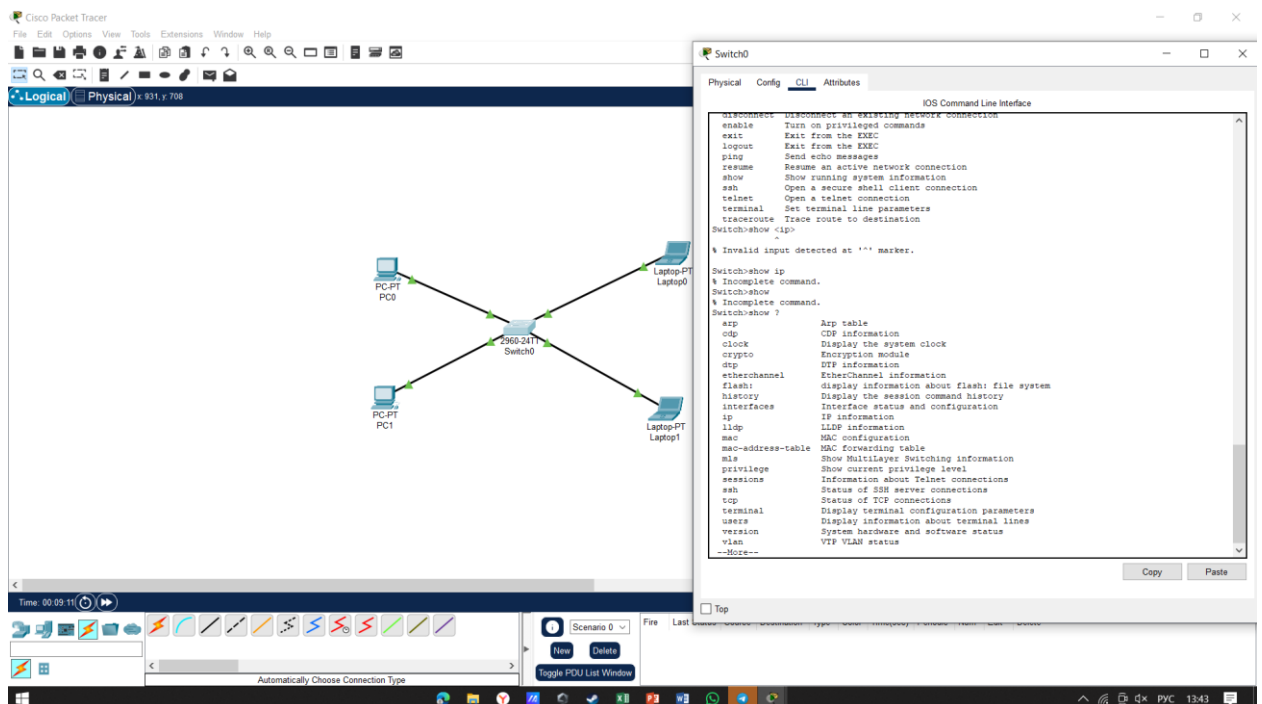 Cisco Packet Tracer
File Edit Options View Tools Extensions Window Help
Logical Physical x: 931, y: 708
PC-PT
PC0
Laptop-PT
Laptop0
2960-24TT
Switch0
PC-PT
PC1
Laptop-PT
Laptop1
Switch0
Physical Config CLI Attributes
IOS Command Line Interface
disconnect Disconnect an existing network connection
enable Turn on privileged commands
exit Exit from the EXEC
logout Exit from the EXEC
ping Send echo messages
resume Resume an active network connection
show Show running system information
ssh Open a secure shell client connection
telnet Open a telnet connection
terminal Set terminal line parameters
traceroute Trace route to destination
Switch>show <ip>
^
% Invalid input detected at '^' marker.
Switch>show ip
% Incomplete command.
Switch>show
% Incomplete command.
Switch>show ?
arp Arp table
cdp CDP information
clock Display the system clock
crypto Encryption module
dtp DTP information
etherchannel EtherChannel information
flash: display information about flash: file system
history Display the session command history
interfaces Interface status and configuration
ip IP information
lldp LLDP information
mac MAC configuration
mac-address-table MAC forwarding table
mls Show MultiLayer Switching information
privilege Show current privilege level
sessions Information about Telnet connections
ssh Status of SSH server connections
tcp Status of TCP connections
terminal Display terminal configuration parameters
users Display information about terminal lines
version System hardware and software status
vlan VTP VLAN status
--More--
Copy Paste
Top
Time: 00:09:11
Scenario 0
New Delete
Toggle PDU List Window
Fire Last
Automatically Choose Connection Type
РУС 13:43